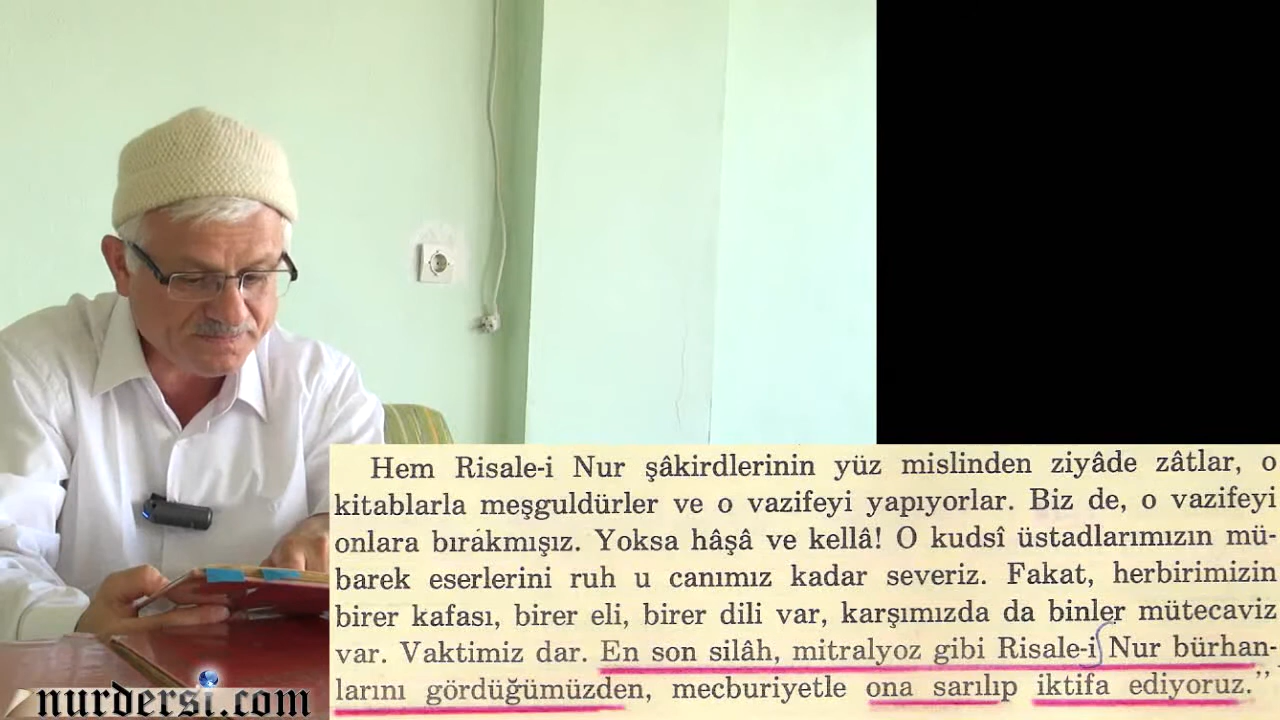 Hem Risale-i Nur şâkirdlerinin yüz mislinden ziyâde zâtlar, o
kitablarla meşguldürler ve o vazifeyi yapıyorlar. Biz de, o vazifeyi
onlara bırakmışız. Yoksa hâşâ ve kellâ! O kudsî üstadlarımızın mü-
barek eserlerini ruh u canımız kadar severiz. Fakat, herbirimizin
birer kafası, birer eli, birer dili var, karşımızda da binler mütecaviz
var. Vaktimiz dar. En son silâh, mitralyoz gibi Risale-i Nur bürhan-
larını gördüğümüzden, mecburiyetle ona sarılıp iktifa ediyoruz.”
nurdersi.com